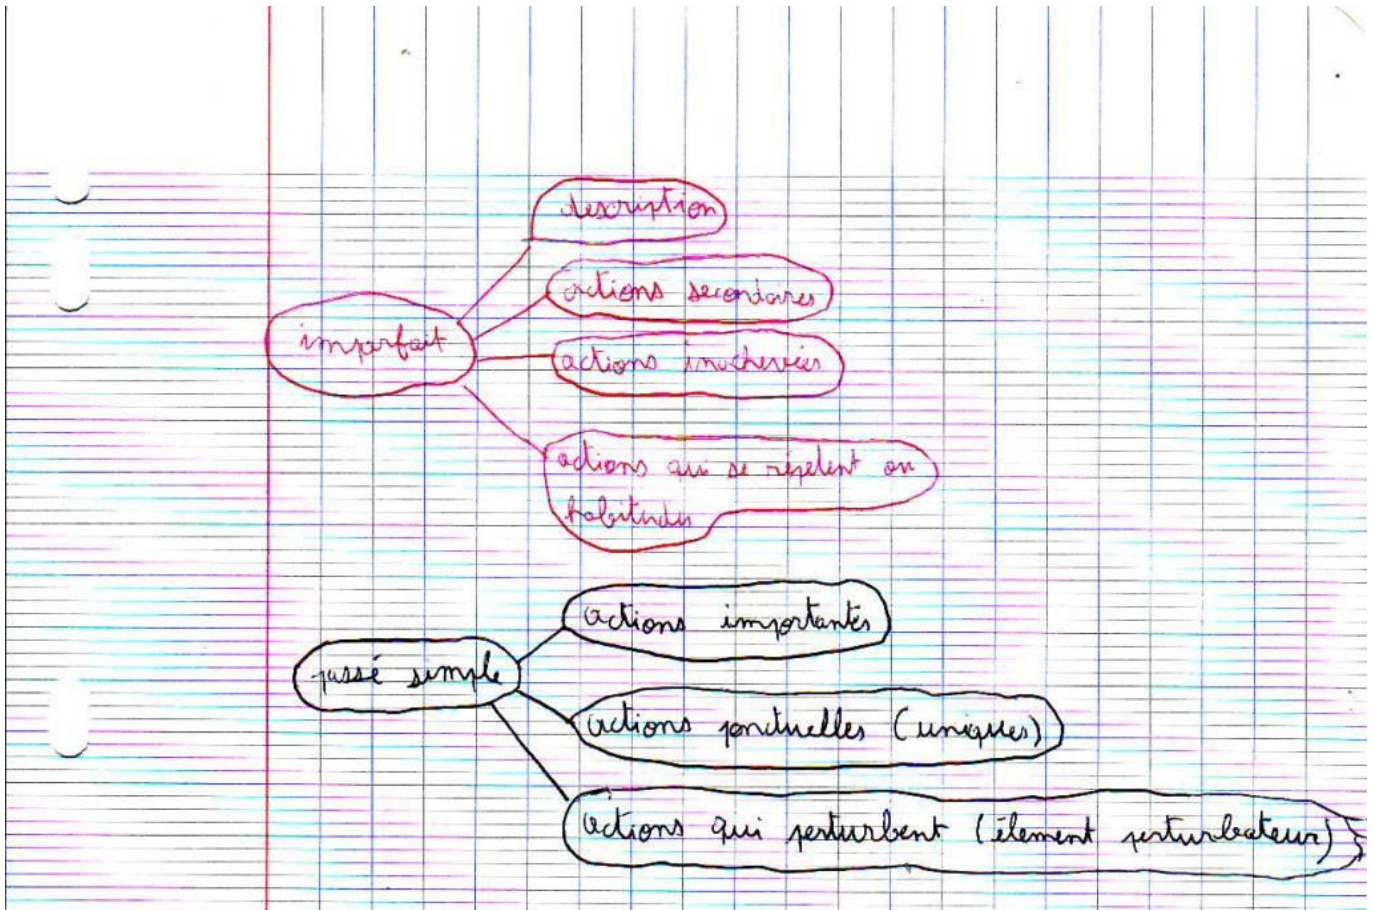 description
actions secondaires
imparfait
actions inachevées
actions qui se répètent ou
habitudes
actions importantes
passé simple
actions ponctuelles (uniques)
actions qui perturbent (élement perturbateur)